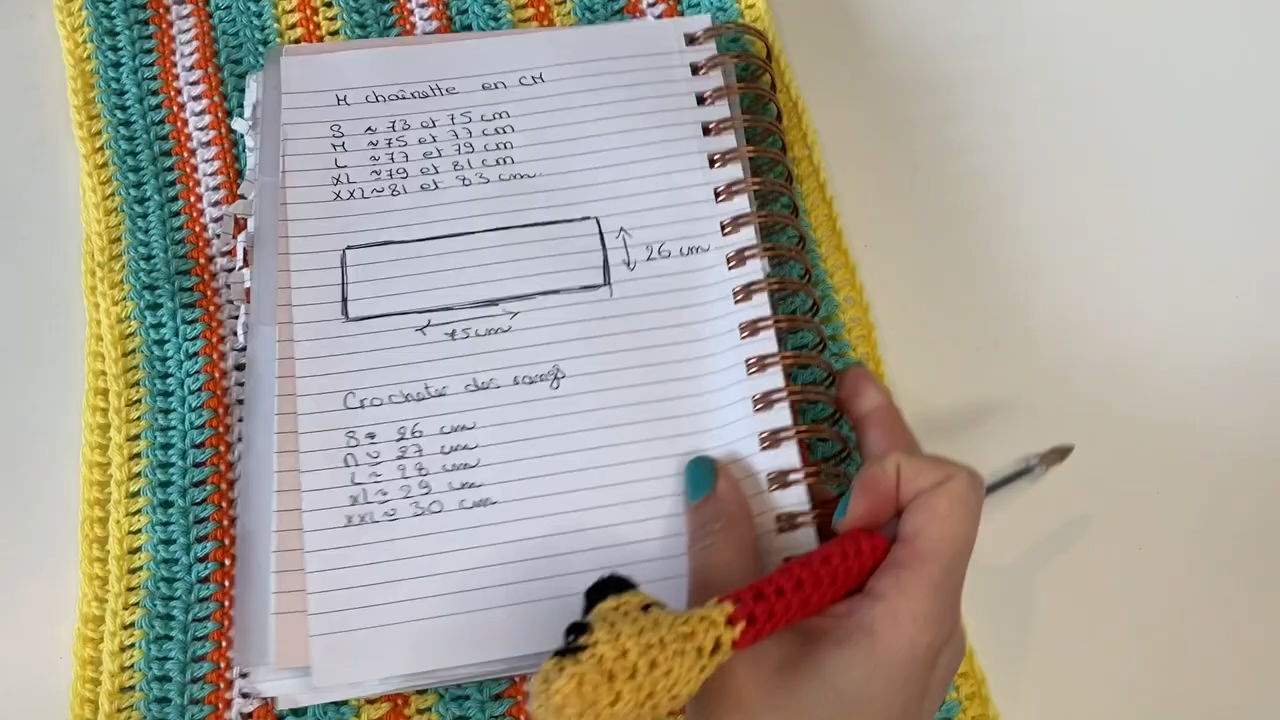 M chaînette en CM
S ≈ 73 et 75 cm
M ≈ 75 et 77 cm
L ≈ 77 et 79 cm
XL ≈ 79 et 81 cm
XXL ≈ 81 et 83 cm
26 cm
75 cm
Crocheter des rangs
S ≈ 26 cm
M ≈ 27 cm
L ≈ 28 cm
XL ≈ 29 cm
XXL ≈ 30 cm